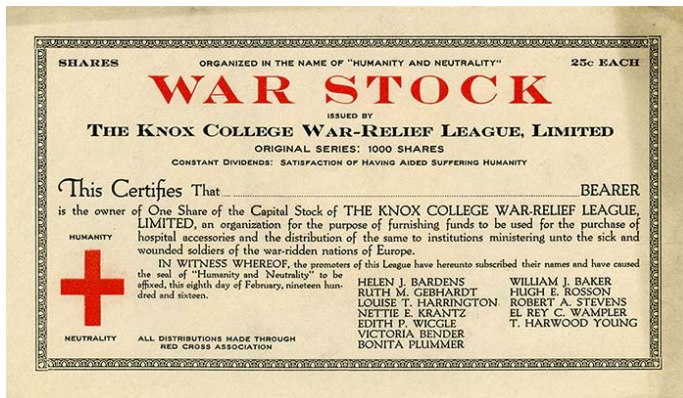 SHARES
ORGANIZED IN THE NAME OF "HUMANITY AND NEUTRALITY"
25c EACH
WAR STOCK
ISSUED BY
THE KNOX COLLEGE WAR-RELIEF LEAGUE, LIMITED
ORIGINAL SERIES: 1000 SHARES
CONSTANT DIVIDENDS: SATISFACTION OF HAVING AIDED SUFFERING HUMANITY
This Certifies That BEARER
is the owner of One Share of the Capital Stock of THE KNOX COLLEGE WAR-RELIEF LEAGUE,
LIMITED, an organization for the purpose of furnishing funds to be used for the purchase of
hospital accessories and the distribution of the same to institutions ministering unto the sick and
wounded soldiers of the war-ridden nations of Europe.
IN WITNESS WHEREOF, the promoters of this League have hereunto subscribed their names and have caused
the seal of "Humanity and Neutrality" to be
affixed, this eighth day of February, nineteen hun-
dred and sixteen.
HUMANITY
NEUTRALITY
ALL DISTRIBUTIONS MADE THROUGH
RED CROSS ASSOCIATION
HELEN J. BARDENS
RUTH M. GEBHARDT
LOUISE T. HARRINGTON
NETTIE E. KRANTZ
EDITH P. WICGLE
VICTORIA BENDER
BONITA PLUMMER
WILLIAM J. BAKER
HUGH E. ROSSON
ROBERT A. STEVENS
EL REY C. WAMPLER
T. HARWOOD YOUNG